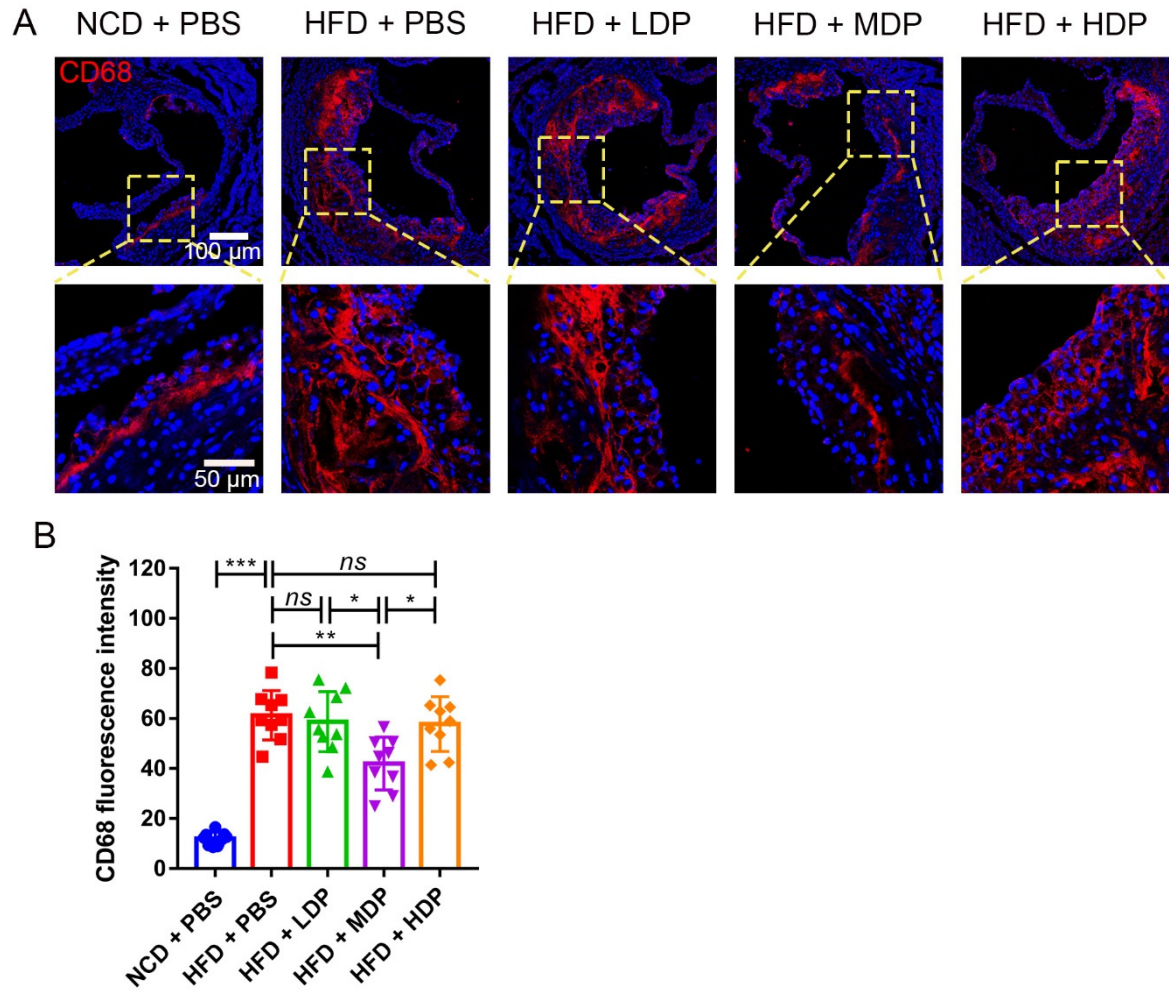 A
NCD + PBS HFD + PBS HFD + LDP HFD + MDP HFD + HDP
CD68
100 µm
50 µm
B
CD68 fluorescence intensity
120
100
80
60
40
20
0
*** ns
ns * *
**
NCD + PBS
HFD + PBS
HFD + LDP
HFD + MDP
HFD + HDP